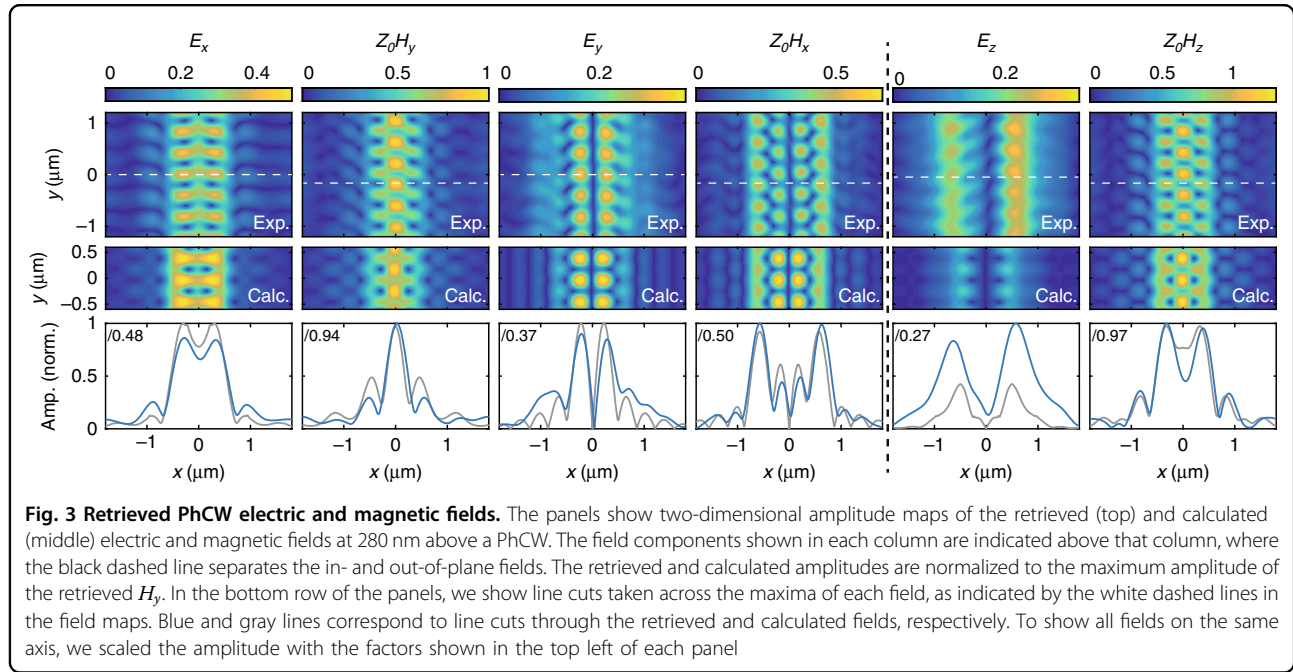 E_x Z_0H_y E_y Z_0H_x E_z Z_0H_z
0 0.2 0.4 0 0.5 1 0 0.2 0 0.5 0 0.2 0 0.5 1
y (μm)
1
0
−1
Exp. Exp. Exp. Exp. Exp. Exp.
y (μm)
0.5
0
−0.5
Calc. Calc. Calc. Calc. Calc. Calc.
Amp. (norm.)
1
0.5
0
/0.48 /0.94 /0.37 /0.50 /0.27 /0.97
−1 0 1 −1 0 1 −1 0 1 −1 0 1 −1 0 1 −1 0 1
x (μm) x (μm) x (μm) x (μm) x (μm) x (μm)
Fig. 3 Retrieved PhCW electric and magnetic fields. The panels show two-dimensional amplitude maps of the retrieved (top) and calculated
(middle) electric and magnetic fields at 280 nm above a PhCW. The field components shown in each column are indicated above that column, where
the black dashed line separates the in- and out-of-plane fields. The retrieved and calculated amplitudes are normalized to the maximum amplitude of
the retrieved H_y. In the bottom row of the panels, we show line cuts taken across the maxima of each field, as indicated by the white dashed lines in
the field maps. Blue and gray lines correspond to line cuts through the retrieved and calculated fields, respectively. To show all fields on the same
axis, we scaled the amplitude with the factors shown in the top left of each panel